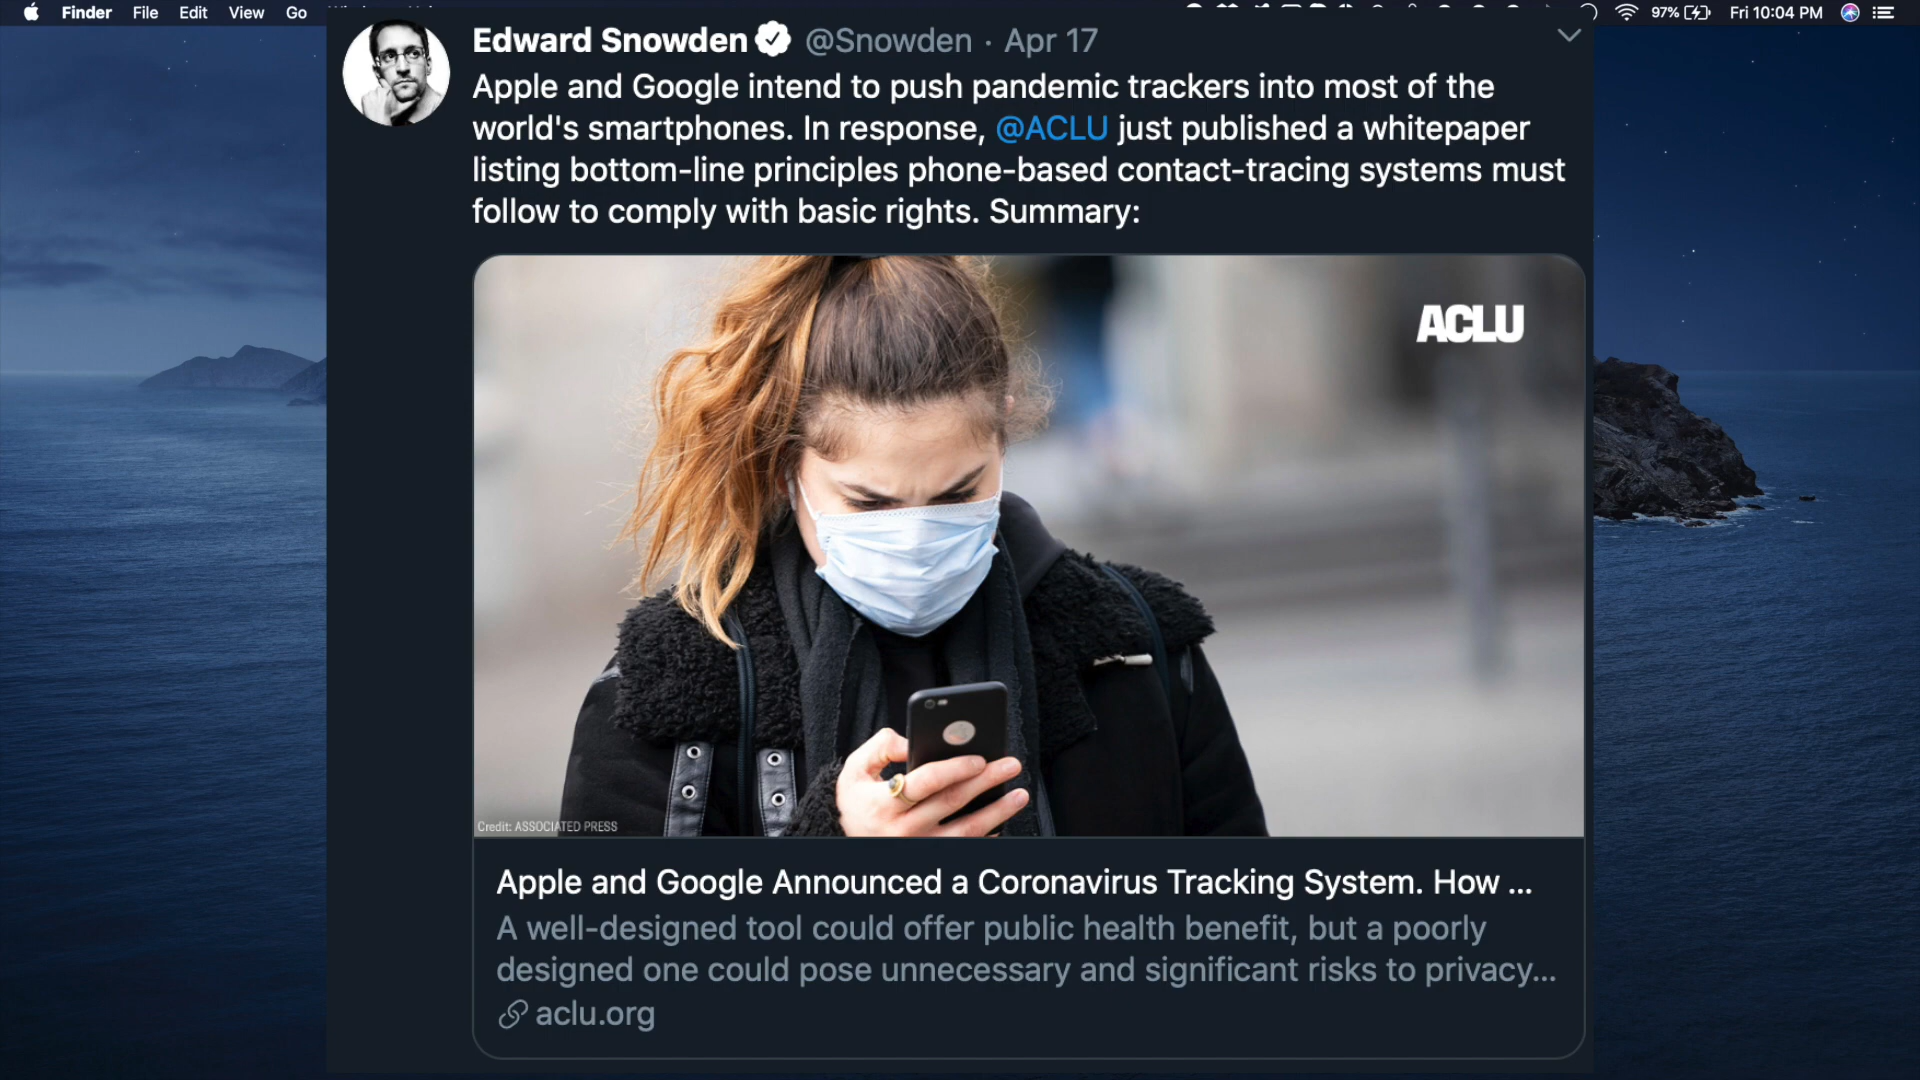 Finder File Edit View Go
97% Fri 10:04 PM
Edward Snowden @Snowden · Apr 17
Apple and Google intend to push pandemic trackers into most of the
world's smartphones. In response, @ACLU just published a whitepaper
listing bottom-line principles phone-based contact-tracing systems must
follow to comply with basic rights. Summary:
ACLU
Credit: ASSOCIATED PRESS
Apple and Google Announced a Coronavirus Tracking System. How ...
A well-designed tool could offer public health benefit, but a poorly
designed one could pose unnecessary and significant risks to privacy...
aclu.org